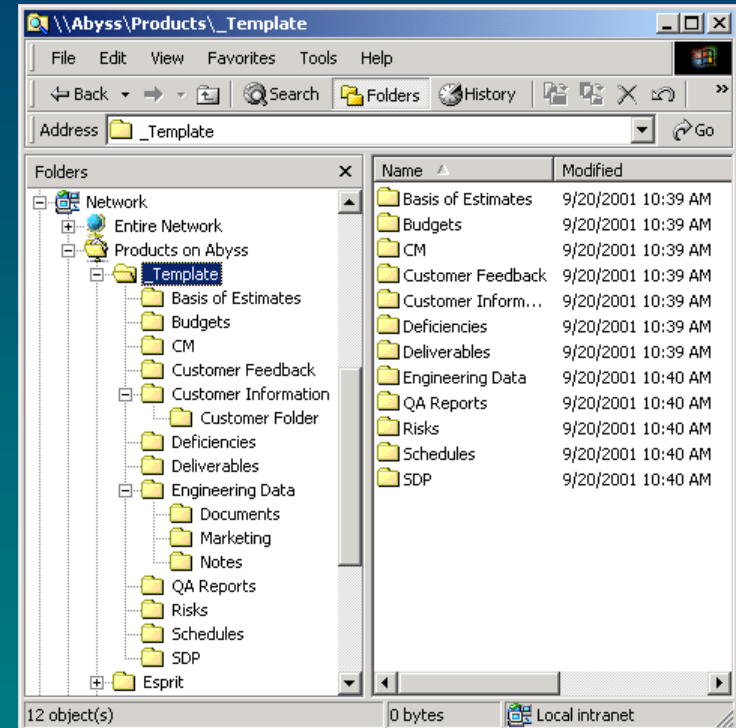 \\Abyss\Products\_Template
File Edit View Favorites Tools Help
Back Search Folders History »
Address _Template Go
Folders
Network
Entire Network
Products on Abyss
_Template
Basis of Estimates
Budgets
CM
Customer Feedback
Customer Information
Customer Folder
Deficiencies
Deliverables
Engineering Data
Documents
Marketing
Notes
QA Reports
Risks
Schedules
SDP
Esprit
Name Modified
Basis of Estimates 9/20/2001 10:39 AM
Budgets 9/20/2001 10:39 AM
CM 9/20/2001 10:39 AM
Customer Feedback 9/20/2001 10:39 AM
Customer Inform... 9/20/2001 10:39 AM
Deficiencies 9/20/2001 10:39 AM
Deliverables 9/20/2001 10:39 AM
Engineering Data 9/20/2001 10:40 AM
QA Reports 9/20/2001 10:40 AM
Risks 9/20/2001 10:40 AM
Schedules 9/20/2001 10:40 AM
SDP 9/20/2001 10:40 AM
12 object(s) 0 bytes Local intranet